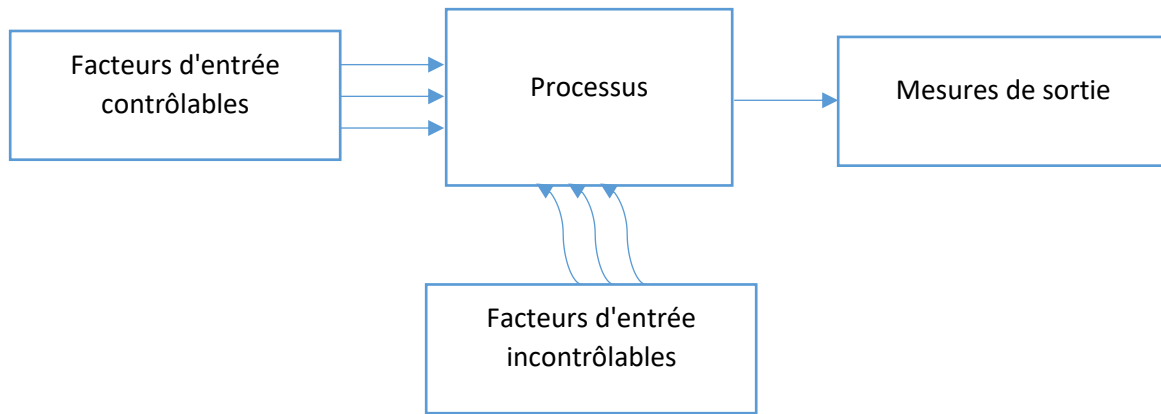 Facteurs d'entrée
contrôlables
Processus
Mesures de sortie
Facteurs d'entrée
incontrôlables